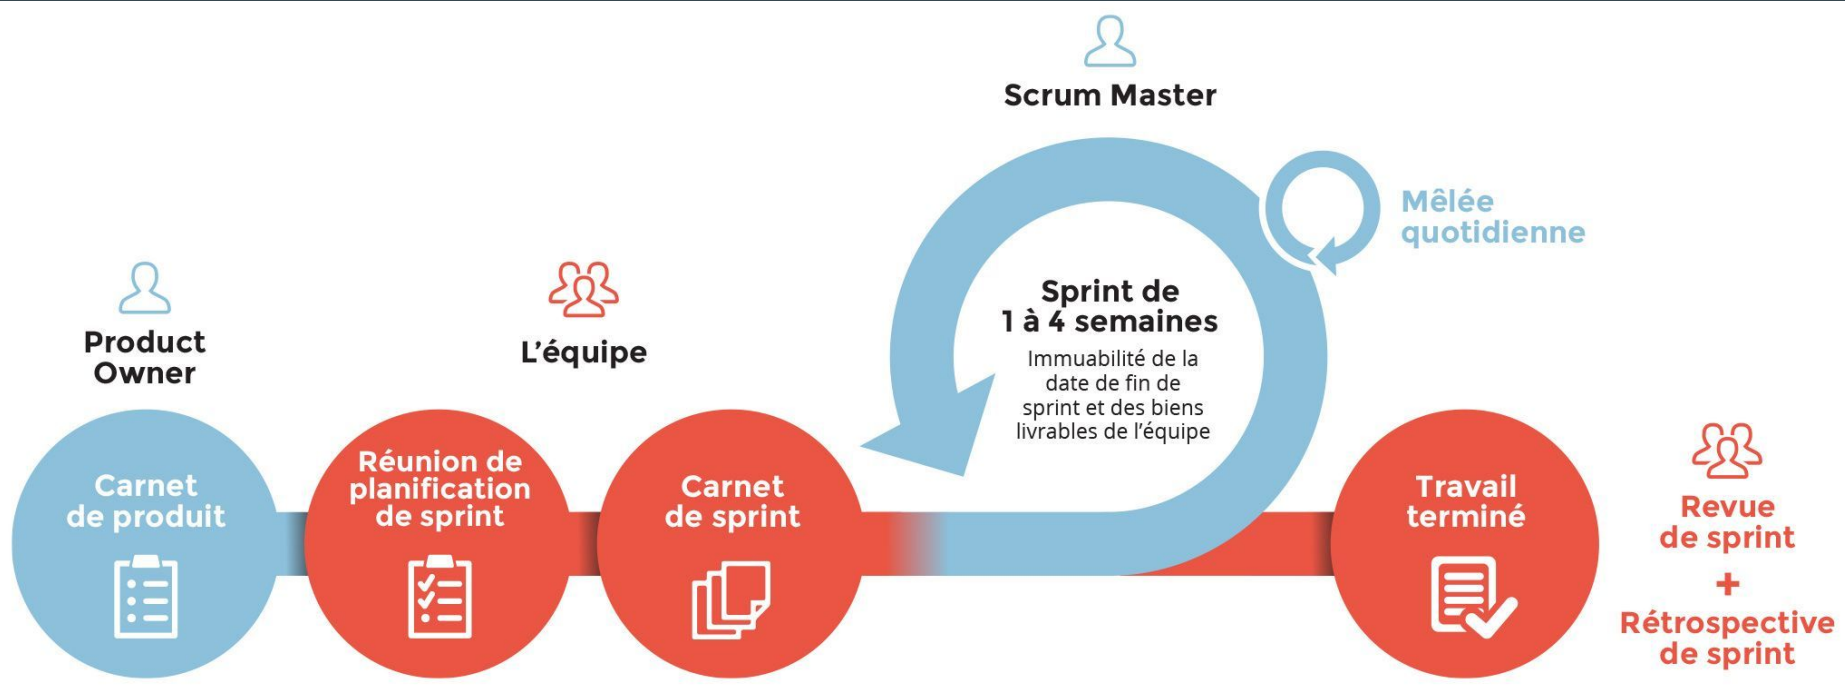 Scrum Master
Mêlée
quotidienne
Sprint de
1 à 4 semaines
Immuabilité de la
date de fin de
sprint et des biens
livrables de l’équipe
Product
Owner
L’équipe
Carnet
de produit
Réunion de
planification
de sprint
Carnet
de sprint
Travail
terminé
Revue
de sprint
+
Rétrospective
de sprint